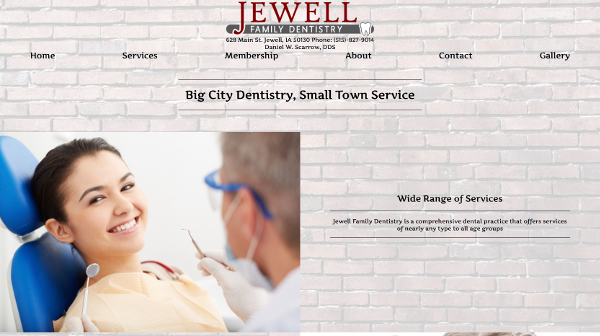 JEWELL
FAMILY DENTISTRY
628 Main St. Jewell, IA 50130 Phone: (515)-827-9014
Daniel W. Scarrow, DDS
Home Services Membership About Contact Gallery
Big City Dentistry, Small Town Service
Wide Range of Services
Jewell Family Dentistry is a comprehensive dental practice that offers services
of nearly any type to all age groups